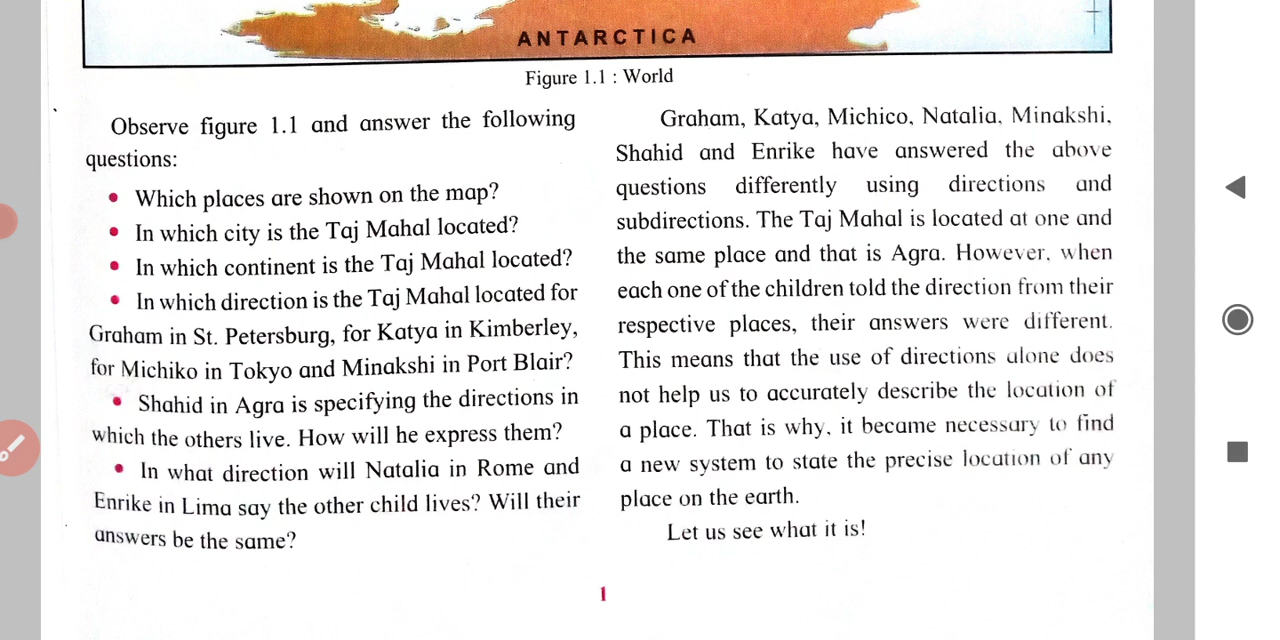 ANTARCTICA
Figure 1.1 : World
Observe figure 1.1 and answer the following
questions:
• Which places are shown on the map?
• In which city is the Taj Mahal located?
• In which continent is the Taj Mahal located?
• In which direction is the Taj Mahal located for
Graham in St. Petersburg, for Katya in Kimberley,
for Michiko in Tokyo and Minakshi in Port Blair?
• Shahid in Agra is specifying the directions in
which the others live. How will he express them?
• In what direction will Natalia in Rome and
Enrike in Lima say the other child lives? Will their
answers be the same?
Graham, Katya, Michico, Natalia, Minakshi,
Shahid and Enrike have answered the above
questions differently using directions and
subdirections. The Taj Mahal is located at one and
the same place and that is Agra. However, when
each one of the children told the direction from their
respective places, their answers were different.
This means that the use of directions alone does
not help us to accurately describe the location of
a place. That is why, it became necessary to find
a new system to state the precise location of any
place on the earth.
Let us see what it is!
1